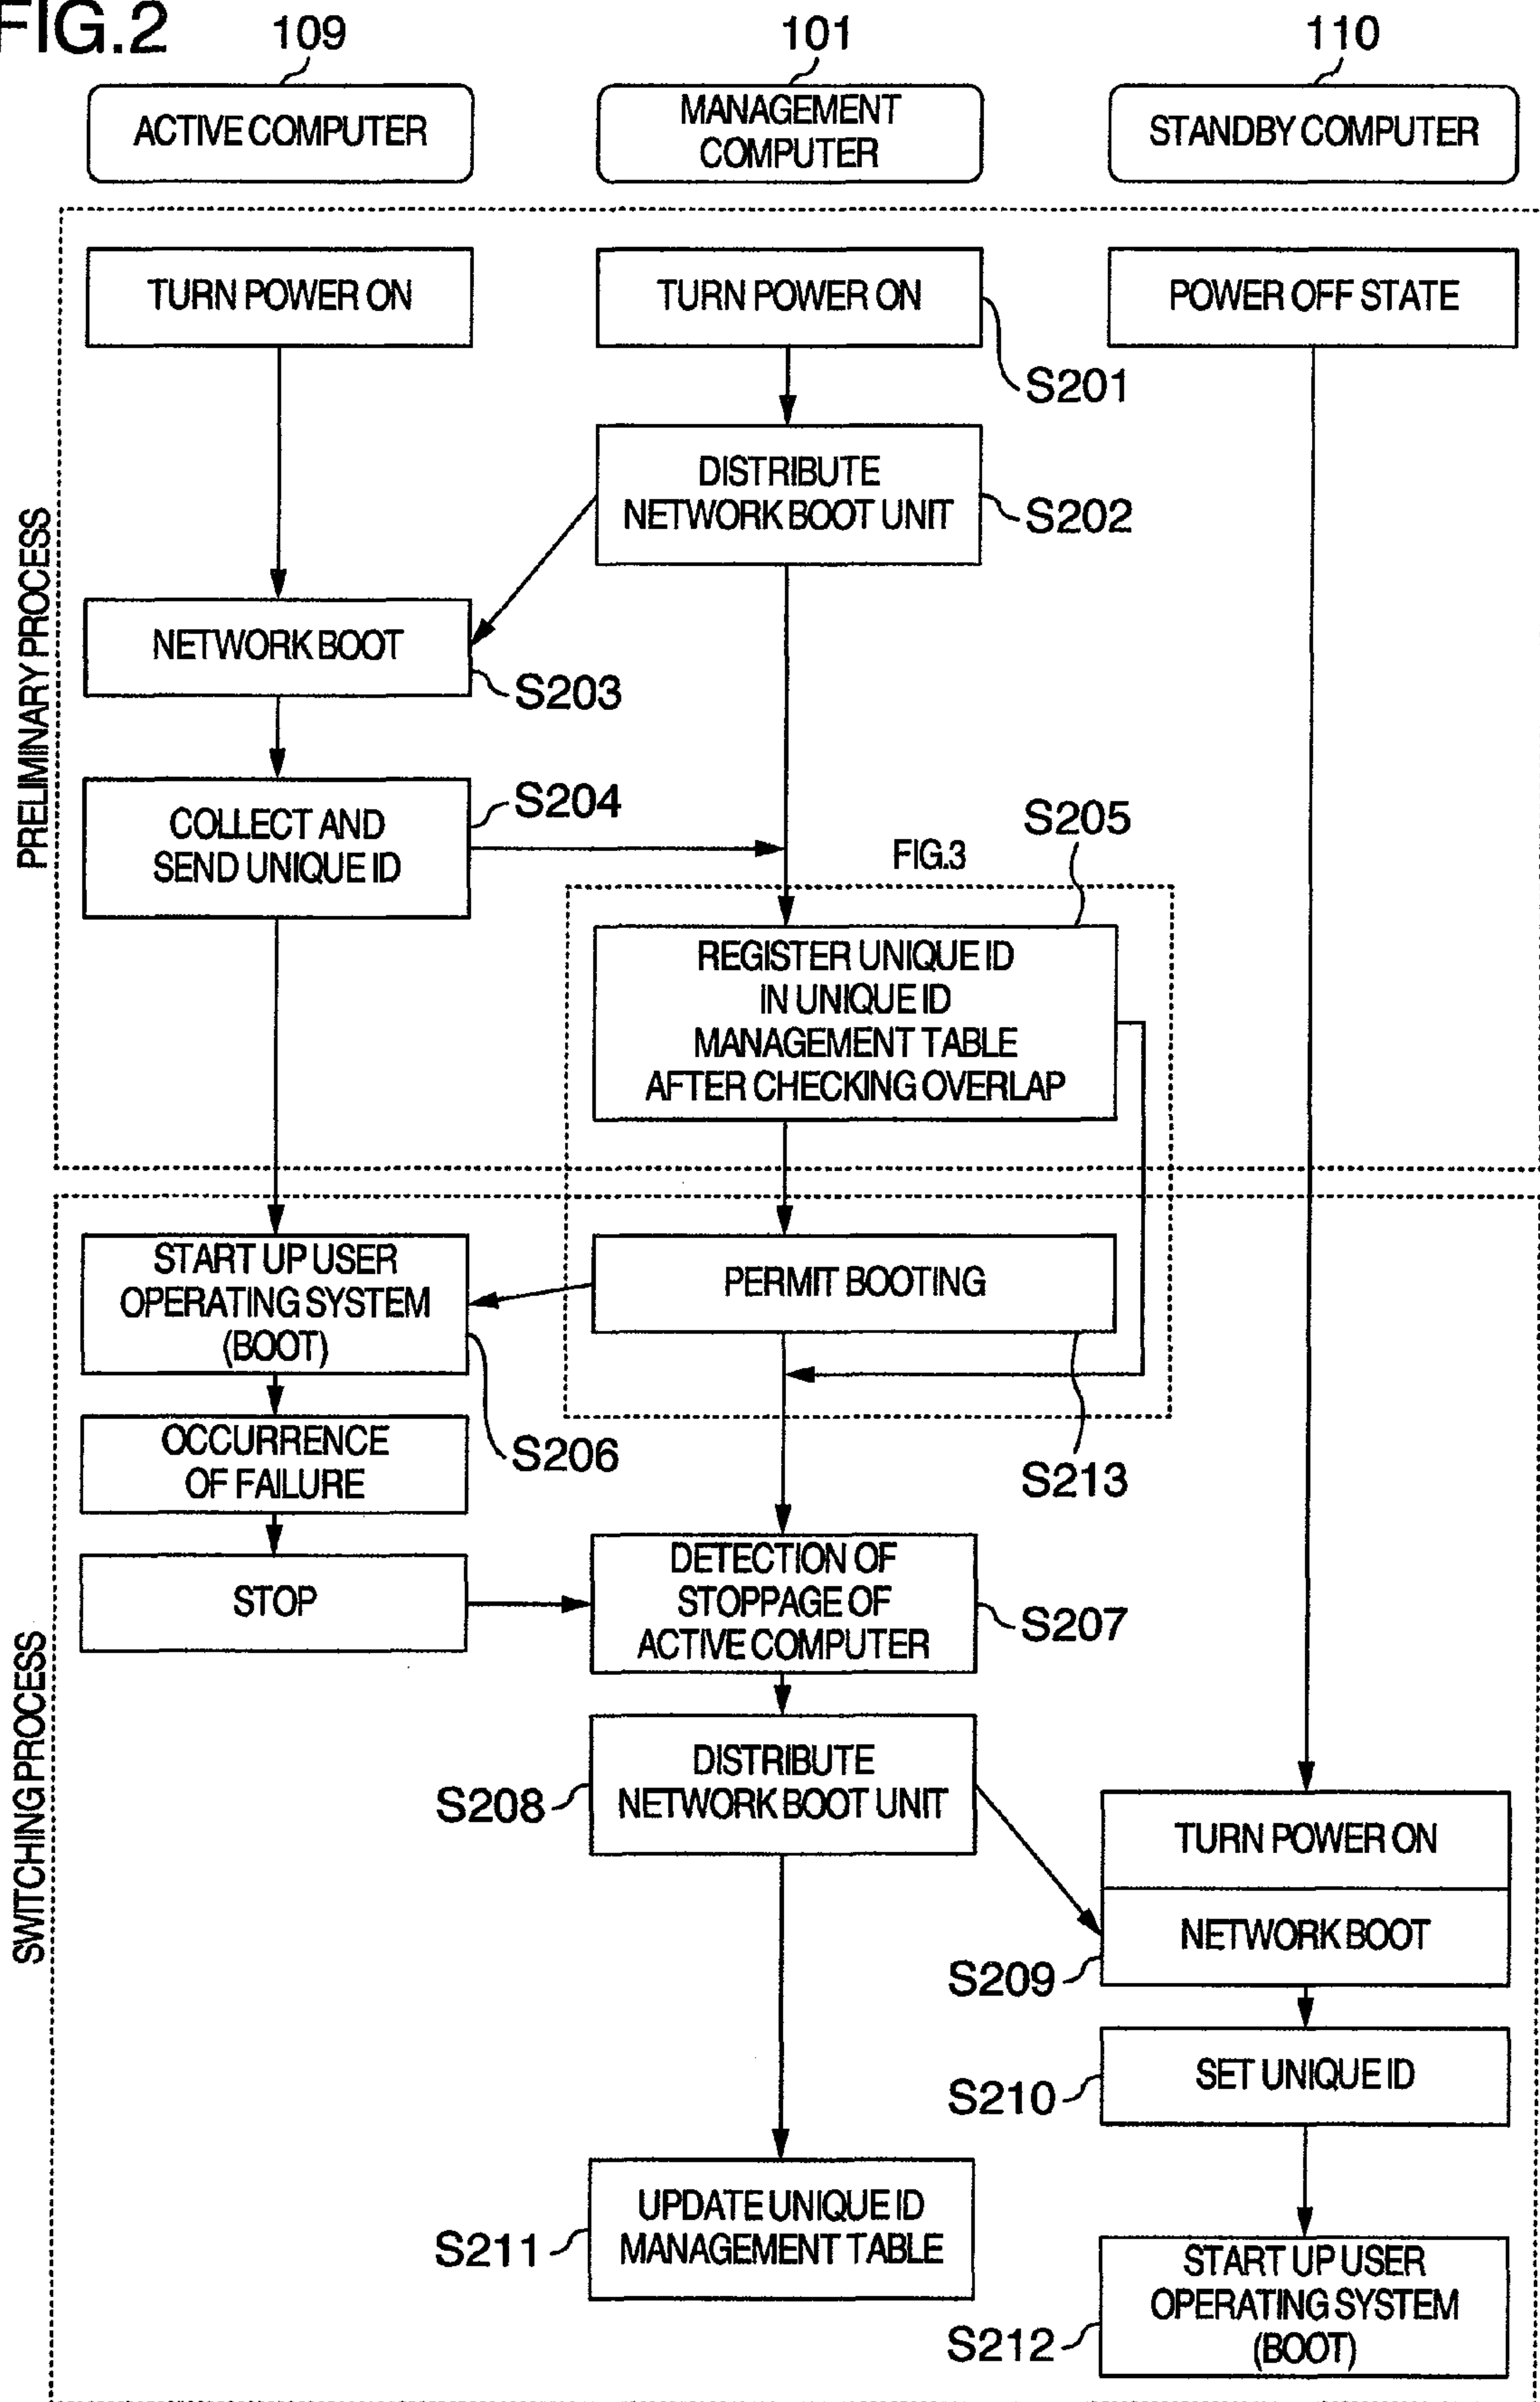 FIG.2
109
101
110
ACTIVE COMPUTER
MANAGEMENT
COMPUTER
STANDBY COMPUTER
PRELIMINARY PROCESS
TURN POWER ON
TURN POWER ON
POWER OFF STATE
S201
DISTRIBUTE
NETWORK BOOT UNIT
S202
NETWORK BOOT
S203
COLLECT AND
SEND UNIQUE ID
S204
FIG.3
S205
REGISTER UNIQUE ID
IN UNIQUE ID
MANAGEMENT TABLE
AFTER CHECKING OVERLAP
SWITCHING PROCESS
START UP USER
OPERATING SYSTEM
(BOOT)
PERMIT BOOTING
S206
S213
OCCURRENCE
OF FAILURE
STOP
DETECTION OF
STOPPAGE OF
ACTIVE COMPUTER
S207
DISTRIBUTE
NETWORK BOOT UNIT
S208
TURN POWER ON
NETWORK BOOT
S209
SET UNIQUE ID
S210
UPDATE UNIQUE ID
MANAGEMENT TABLE
S211
START UP USER
OPERATING SYSTEM
(BOOT)
S212